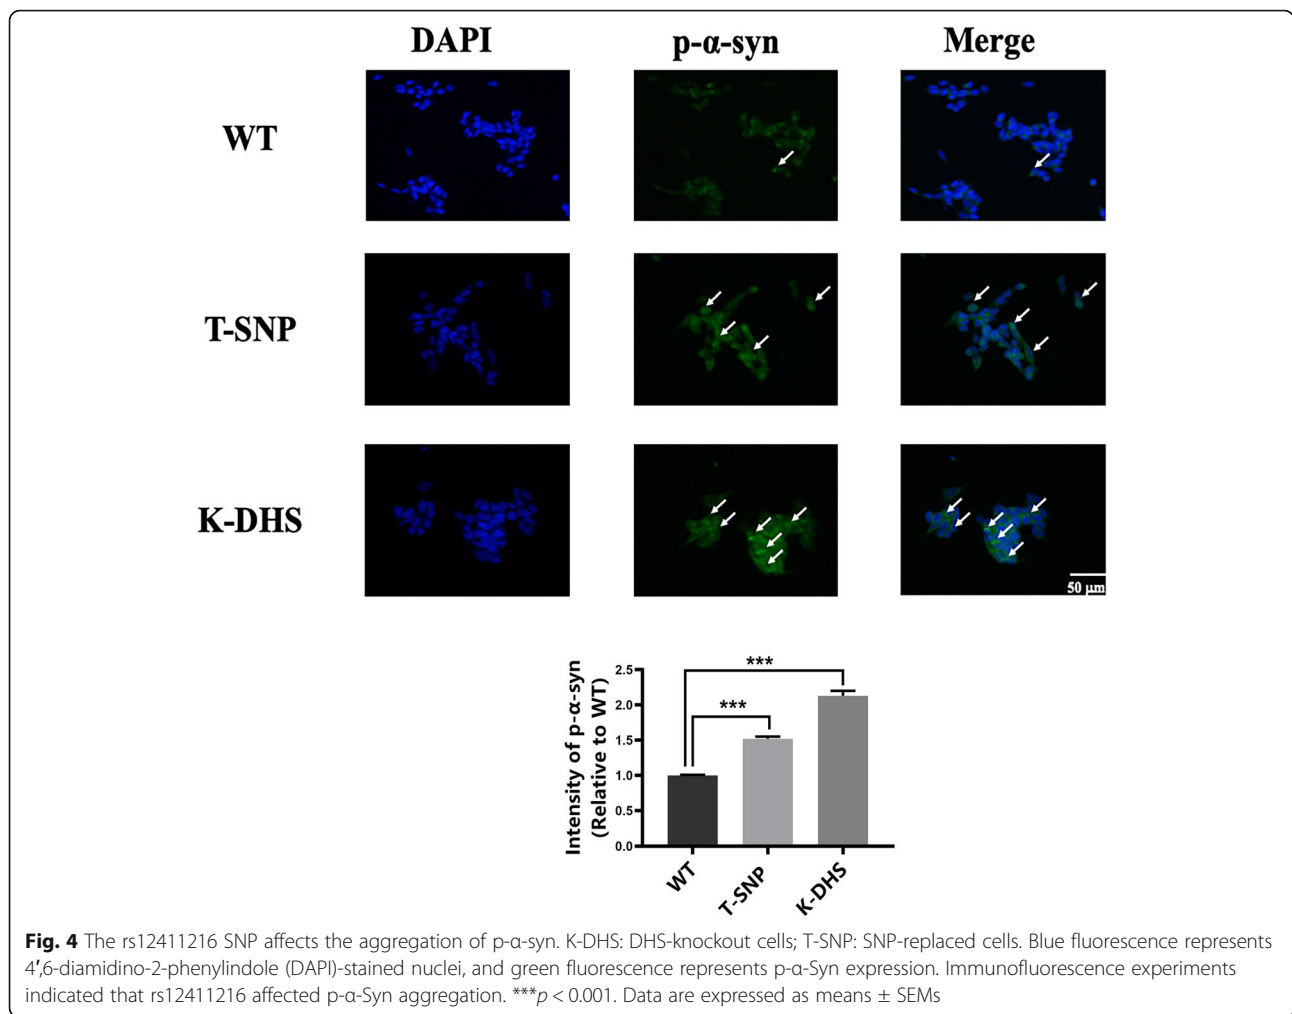 DAPI p-α-syn Merge
WT
T-SNP
K-DHS
50 μm
Intensity of p-α-syn
(Relative to WT)
2.5
2.0
1.5
1.0
0.5
0.0
***
***
WT T-SNP K-DHS
Fig. 4 The rs12411216 SNP affects the aggregation of p-α-syn. K-DHS: DHS-knockout cells; T-SNP: SNP-replaced cells. Blue fluorescence represents
4′,6-diamidino-2-phenylindole (DAPI)-stained nuclei, and green fluorescence represents p-α-Syn expression. Immunofluorescence experiments
indicated that rs12411216 affected p-α-Syn aggregation. ***p < 0.001. Data are expressed as means ± SEMs